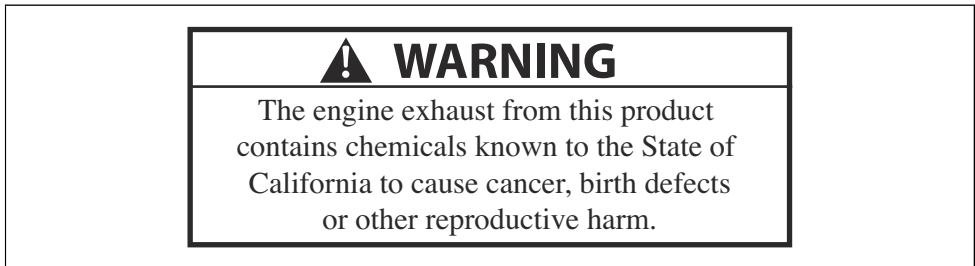 WARNING
The engine exhaust from this product
contains chemicals known to the State of
California to cause cancer, birth defects
or other reproductive harm.